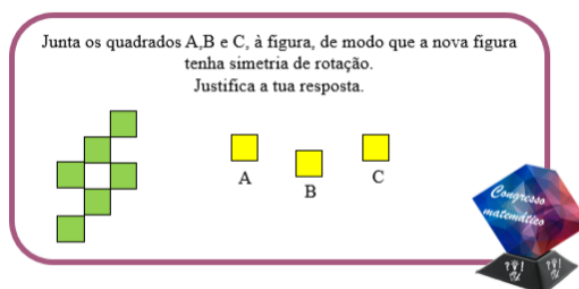 Junta os quadrados A,B e C, à figura, de modo que a nova figura
tenha simetria de rotação.
Justifica a tua resposta.
A
B
C
Congresso
matemático